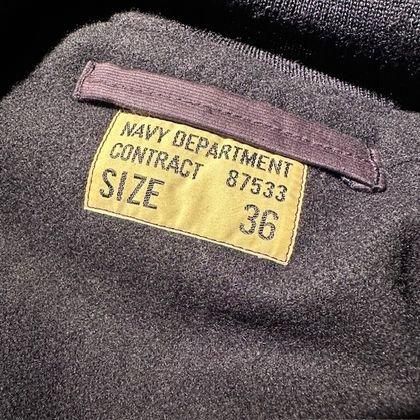 NAVY DEPARTMENT
CONTRACT 87533
SIZE 36